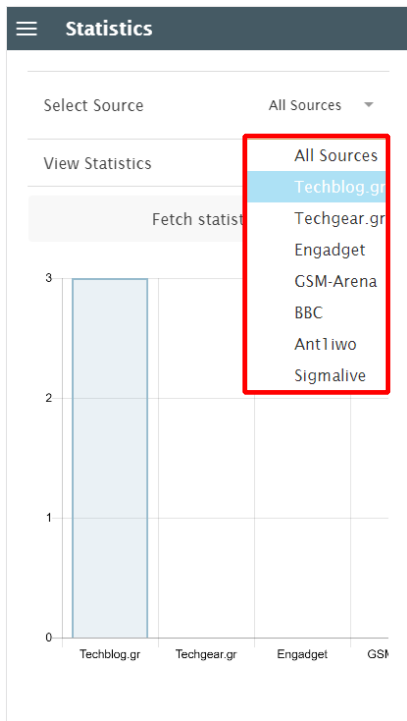 Statistics
Select Source
All Sources
View Statistics
All Sources
Techblog.gr
Fetch statist
Techgear.gr
Engadget
GSM-Arena
BBC
Ant1iwo
Sigmalive
3
2
1
0
Techblog.gr
Techgear.gr
Engadget
GSM